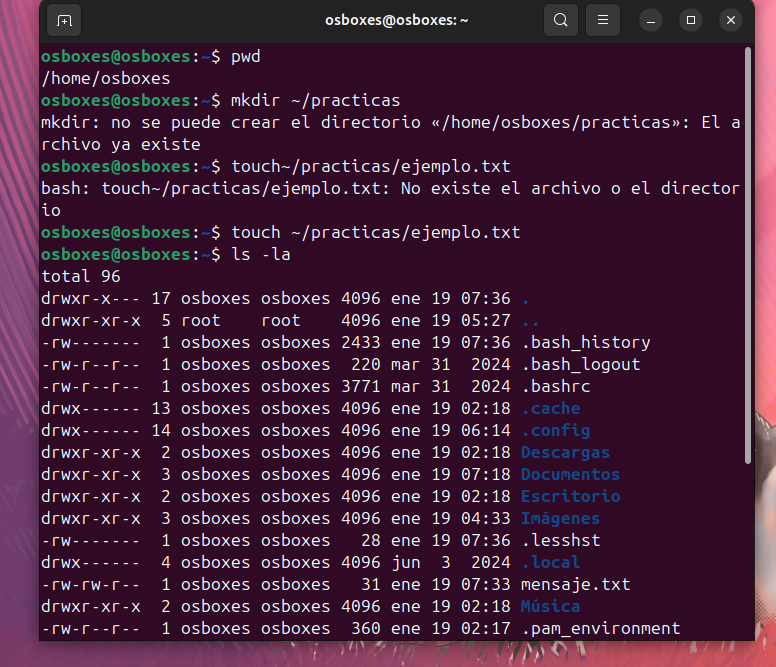 osboxes@osboxes: ~
osboxes@osboxes:~$ pwd
/home/osboxes
osboxes@osboxes:~$ mkdir ~/practicas
mkdir: no se puede crear el directorio «/home/osboxes/practicas»: El a
rchivo ya existe
osboxes@osboxes:~$ touch~/practicas/ejemplo.txt
bash: touch~/practicas/ejemplo.txt: No existe el archivo o el director
io
osboxes@osboxes:~$ touch ~/practicas/ejemplo.txt
osboxes@osboxes:~$ ls -la
total 96
drwxr-x--- 17 osboxes osboxes 4096 ene 19 07:36 .
drwxr-xr-x  5 root    root    4096 ene 19 05:27 ..
-rw-------  1 osboxes osboxes 2433 ene 19 07:36 .bash_history
-rw-r--r--  1 osboxes osboxes  220 mar 31  2024 .bash_logout
-rw-r--r--  1 osboxes osboxes 3771 mar 31  2024 .bashrc
drwx------ 13 osboxes osboxes 4096 ene 19 02:18 .cache
drwx------ 14 osboxes osboxes 4096 ene 19 06:14 .config
drwxr-xr-x  2 osboxes osboxes 4096 ene 19 02:18 Descargas
drwxr-xr-x  3 osboxes osboxes 4096 ene 19 07:18 Documentos
drwxr-xr-x  2 osboxes osboxes 4096 ene 19 02:18 Escritorio
drwxr-xr-x  3 osboxes osboxes 4096 ene 19 04:33 Imágenes
-rw-------  1 osboxes osboxes   28 ene 19 07:36 .lesshst
drwx------  4 osboxes osboxes 4096 jun  3  2024 .local
-rw-rw-r--  1 osboxes osboxes   31 ene 19 07:33 mensaje.txt
drwxr-xr-x  2 osboxes osboxes 4096 ene 19 02:18 Música
-rw-r--r--  1 osboxes osboxes  360 ene 19 02:17 .pam_environment